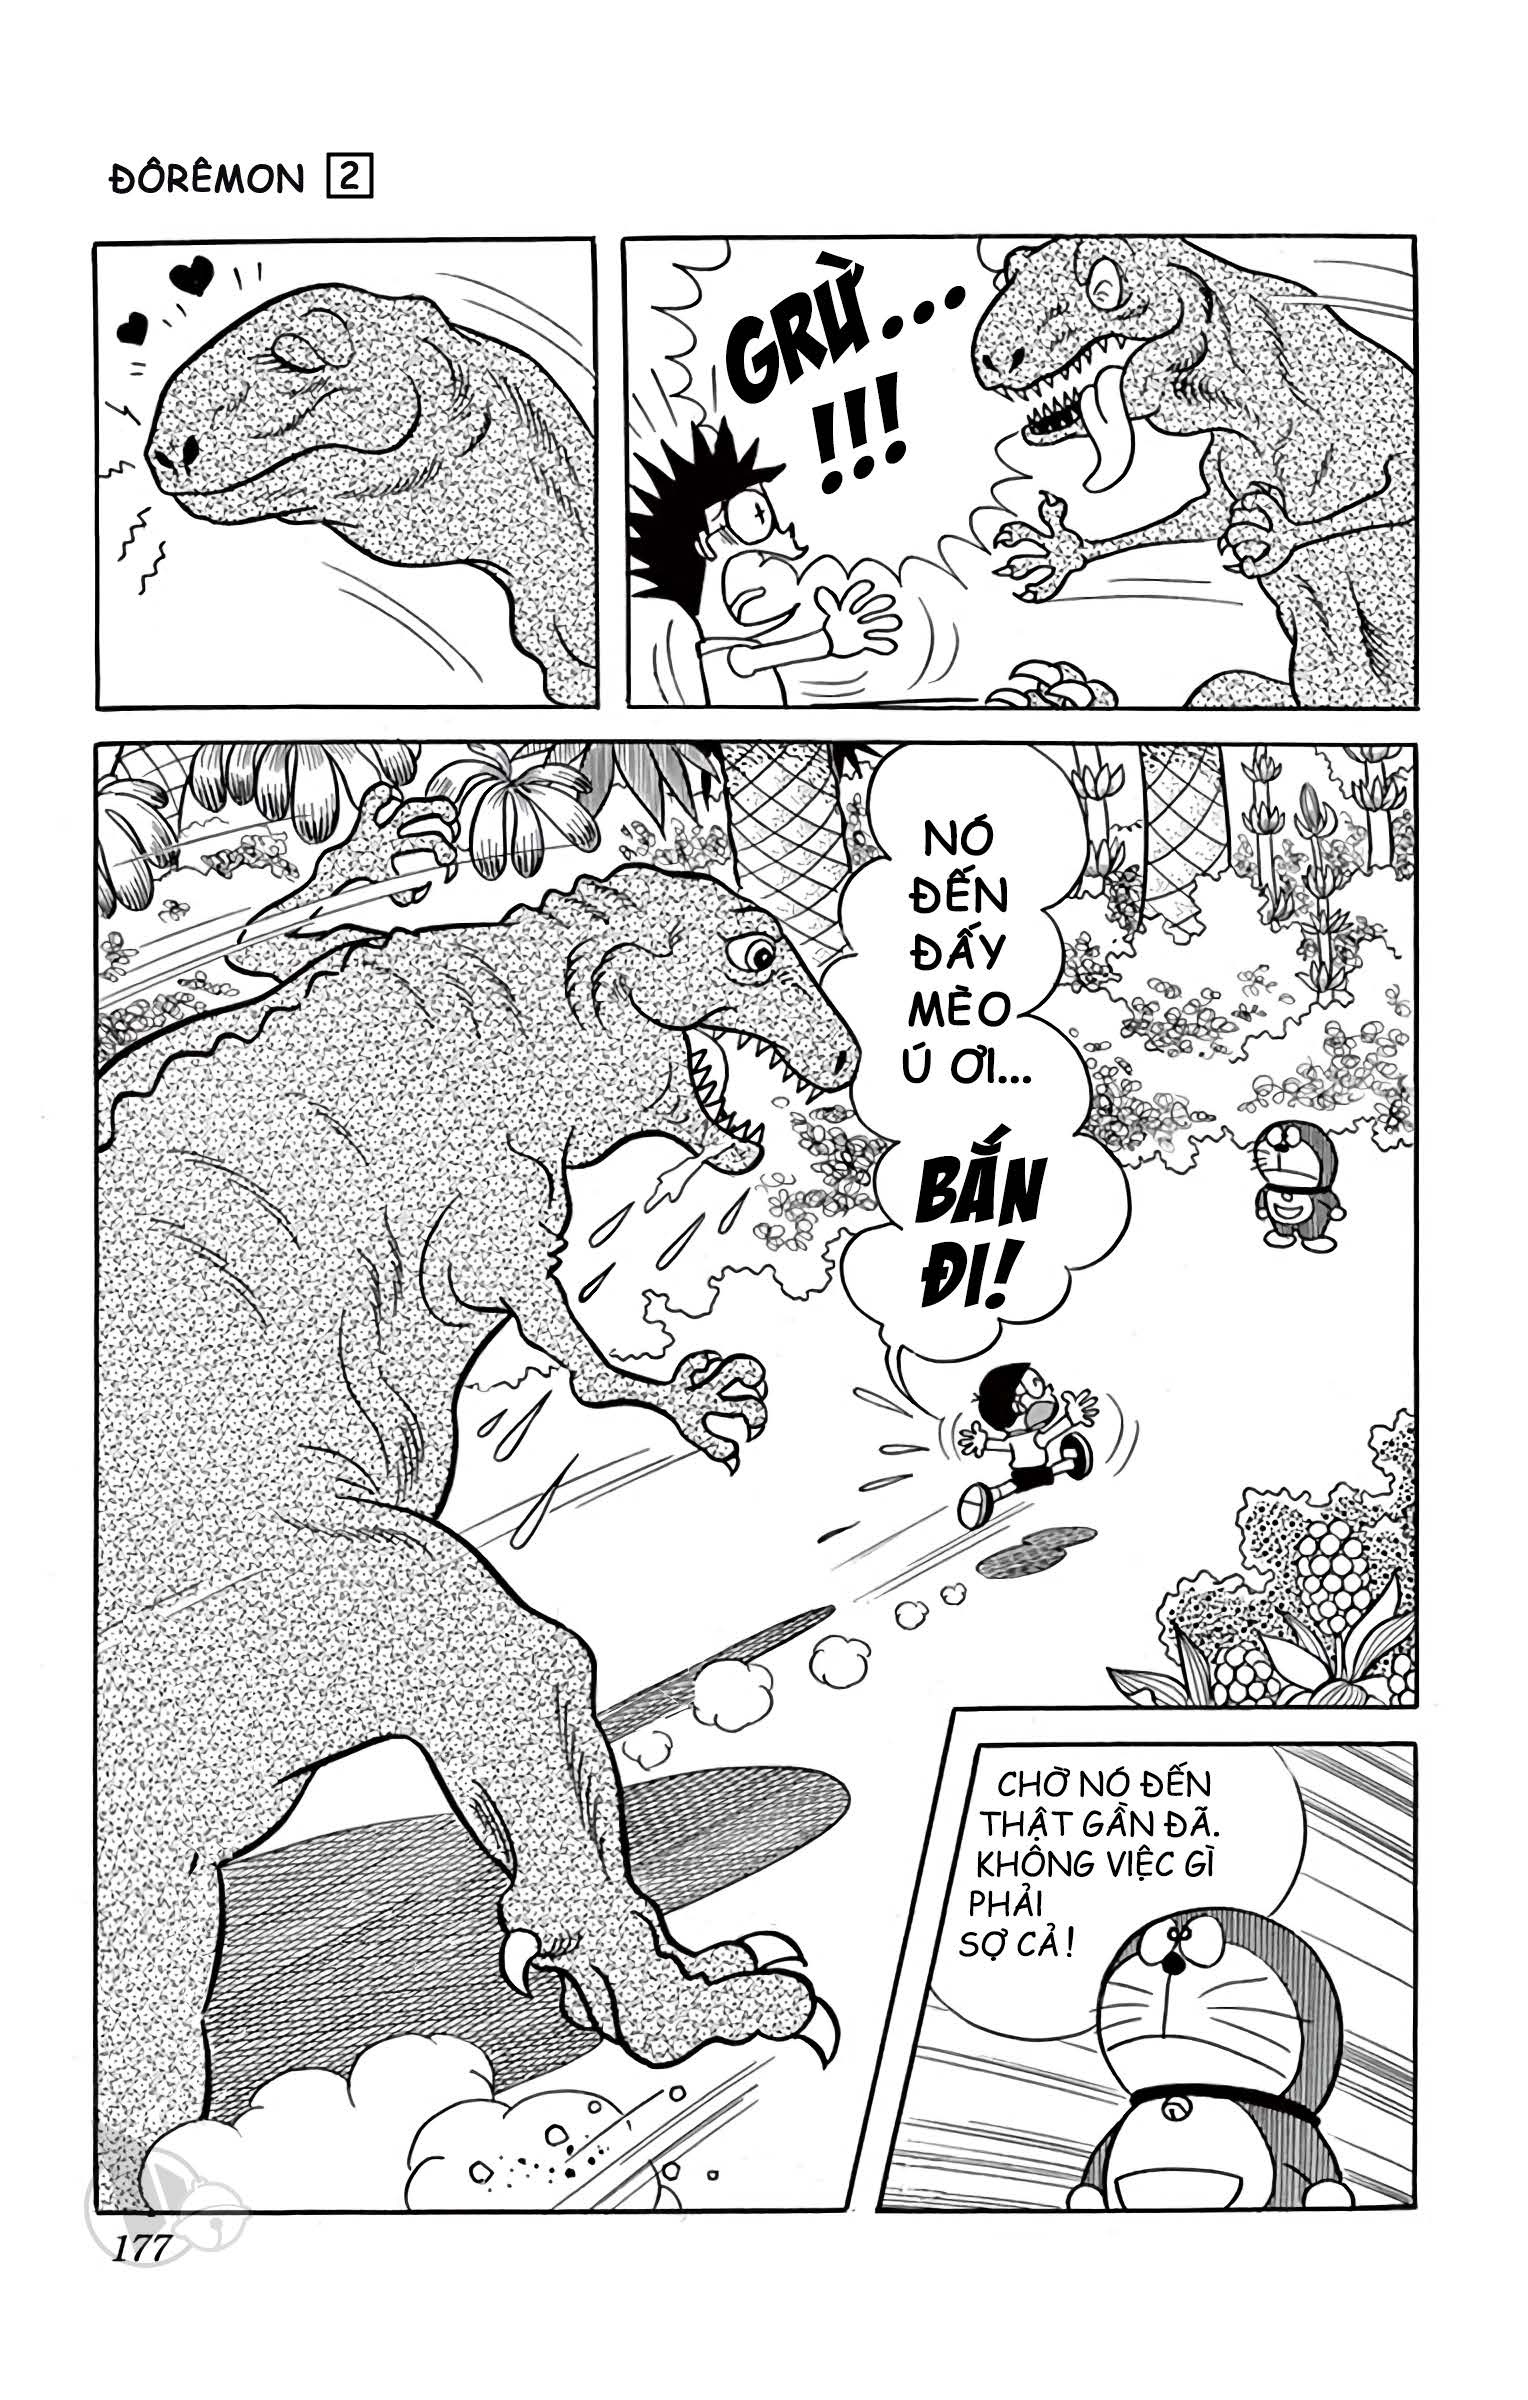 ĐÔRÊMON 2
GRỪ...
!!!
NÓ
ĐẾN
ĐẤY
MÈO
Ú ƠI...
BẮN
ĐI!
CHỜ NÓ ĐẾN
THẬT GẦN ĐÃ.
KHÔNG VIỆC GÌ
PHẢI
SỢ CẢ!
177